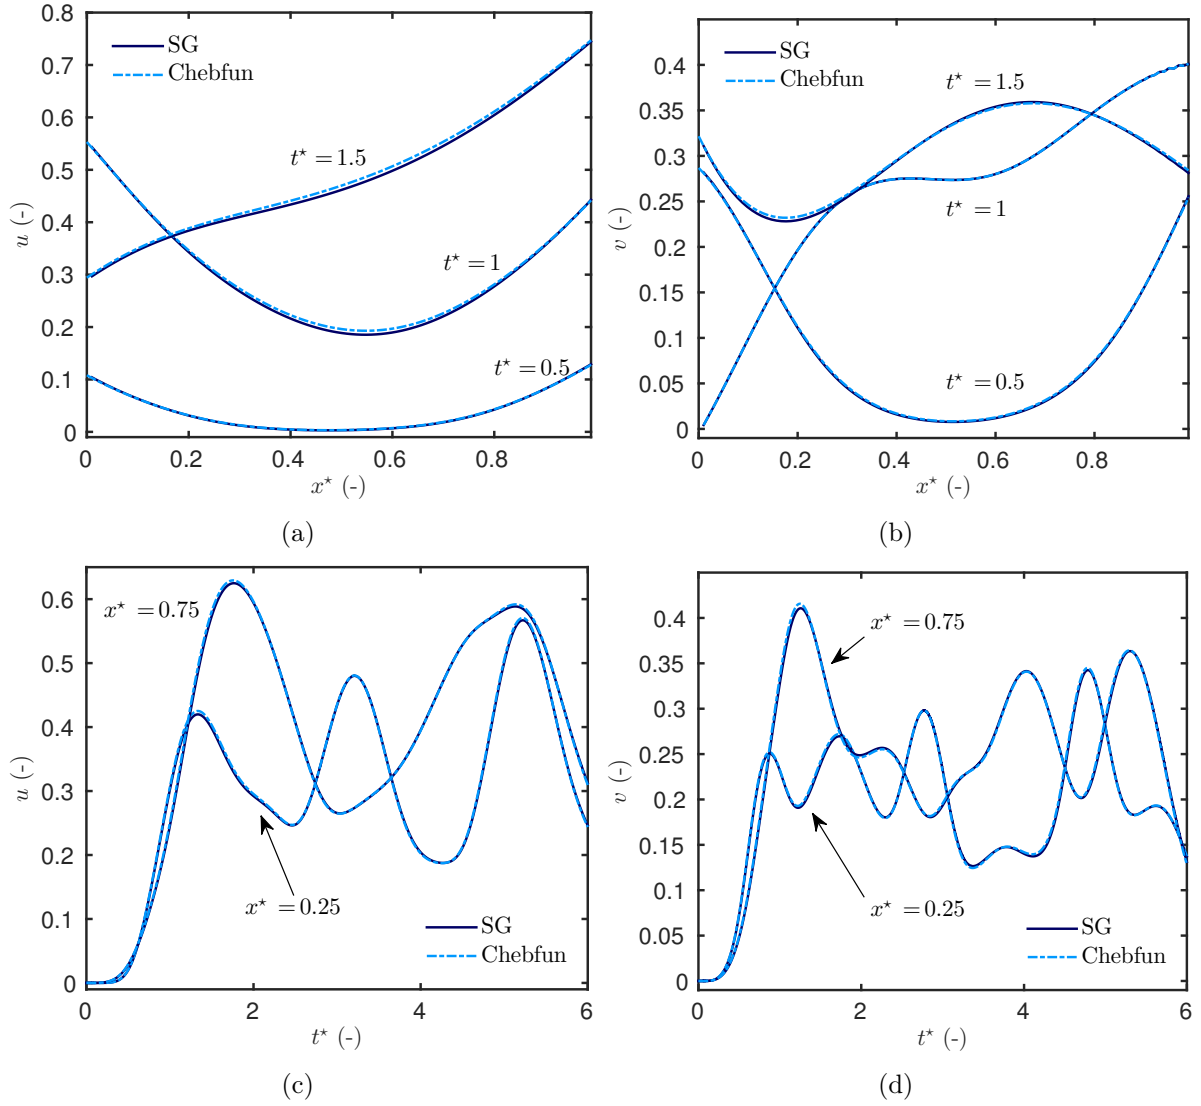 0.8
0.7
0.6
0.5
0.4
0.3
0.2
0.1
0
u (-)
SG
Chebfun
t⋆ = 1.5
t⋆ = 1
t⋆ = 0.5
0 0.2 0.4 0.6 0.8
x⋆ (-)
(a)
0.4
0.35
0.3
0.25
0.2
0.15
0.1
0.05
0
v (-)
SG
Chebfun
t⋆ = 1.5
t⋆ = 1
t⋆ = 0.5
0 0.2 0.4 0.6 0.8
x⋆ (-)
(b)
0.6
0.5
0.4
0.3
0.2
0.1
0
u (-)
x⋆ = 0.75
x⋆ = 0.25
SG
Chebfun
0 2 4 6
t⋆ (-)
(c)
0.4
0.35
0.3
0.25
0.2
0.15
0.1
0.05
0
v (-)
x⋆ = 0.75
x⋆ = 0.25
SG
Chebfun
0 2 4 6
t⋆ (-)
(d)